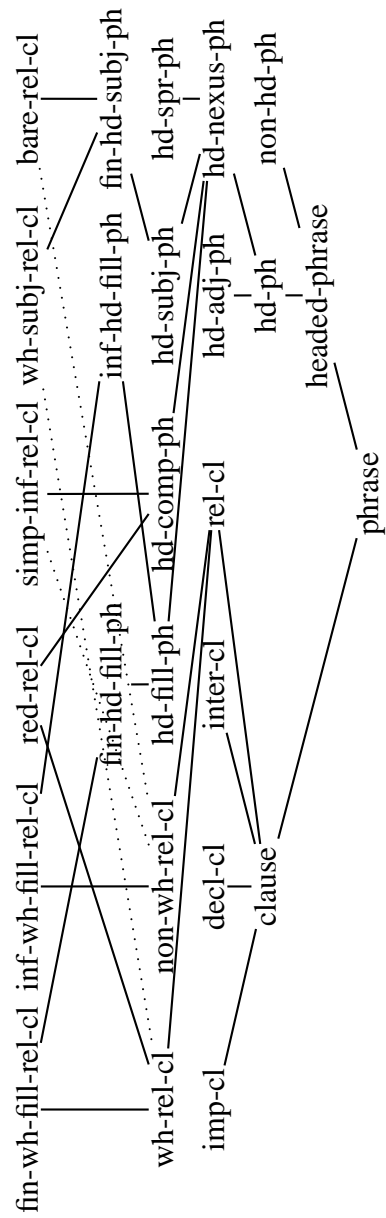 fin-wh-fill-rel-cl inf-wh-fill-rel-cl red-rel-cl simp-inf-rel-cl wh-subj-rel-cl bare-rel-cl
fin-hd-fill-ph inf-hd-fill-ph fin-hd-subj-ph
wh-rel-cl non-wh-rel-cl hd-fill-ph hd-comp-ph hd-subj-ph hd-spr-ph
imp-cl decl-cl inter-cl rel-cl hd-adj-ph hd-nexus-ph
clause hd-ph non-hd-ph
headed-phrase
phrase